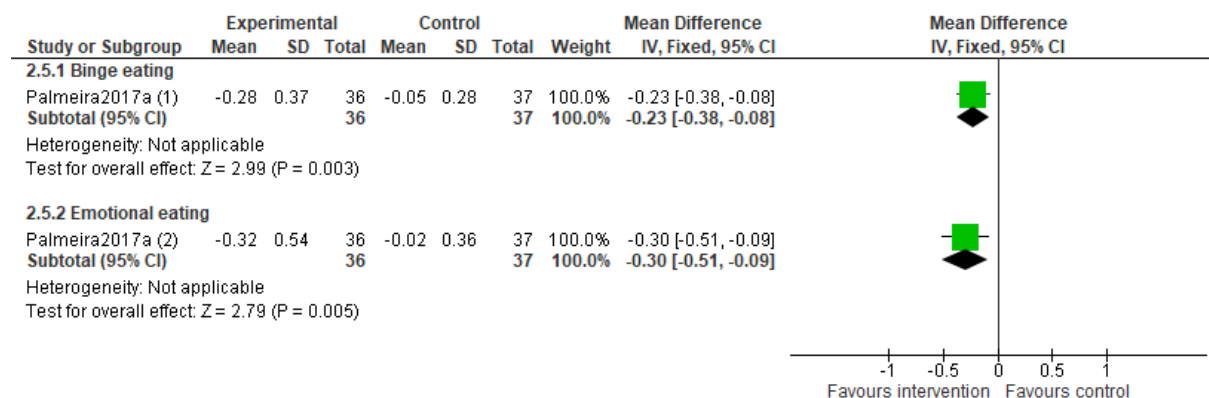 Experimental Control Mean Difference Mean Difference
Study or Subgroup Mean SD Total Mean SD Total Weight IV, Fixed, 95% CI IV, Fixed, 95% CI
2.5.1 Binge eating
Palmeira2017a (1) -0.28 0.37 36 -0.05 0.28 37 100.0% -0.23 [-0.38, -0.08]
Subtotal (95% CI) 36 37 100.0% -0.23 [-0.38, -0.08]
Heterogeneity: Not applicable
Test for overall effect: Z = 2.99 (P = 0.003)
2.5.2 Emotional eating
Palmeira2017a (2) -0.32 0.54 36 -0.02 0.36 37 100.0% -0.30 [-0.51, -0.09]
Subtotal (95% CI) 36 37 100.0% -0.30 [-0.51, -0.09]
Heterogeneity: Not applicable
Test for overall effect: Z = 2.79 (P = 0.005)
-1 -0.5 0 0.5 1
Favours intervention Favours control